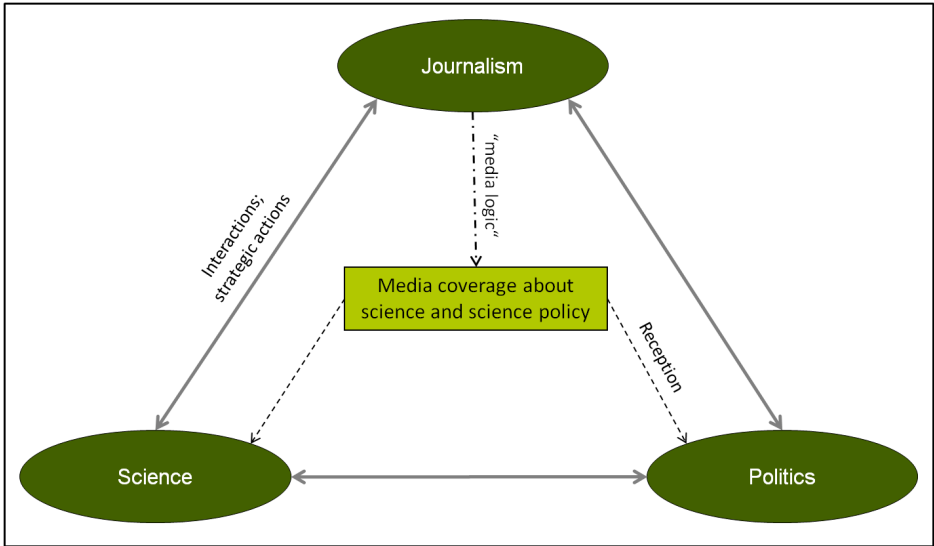 Journalism
“media logic“
Interactions;
strategic actions
Media coverage about
science and science policy
Reception
Science
Politics